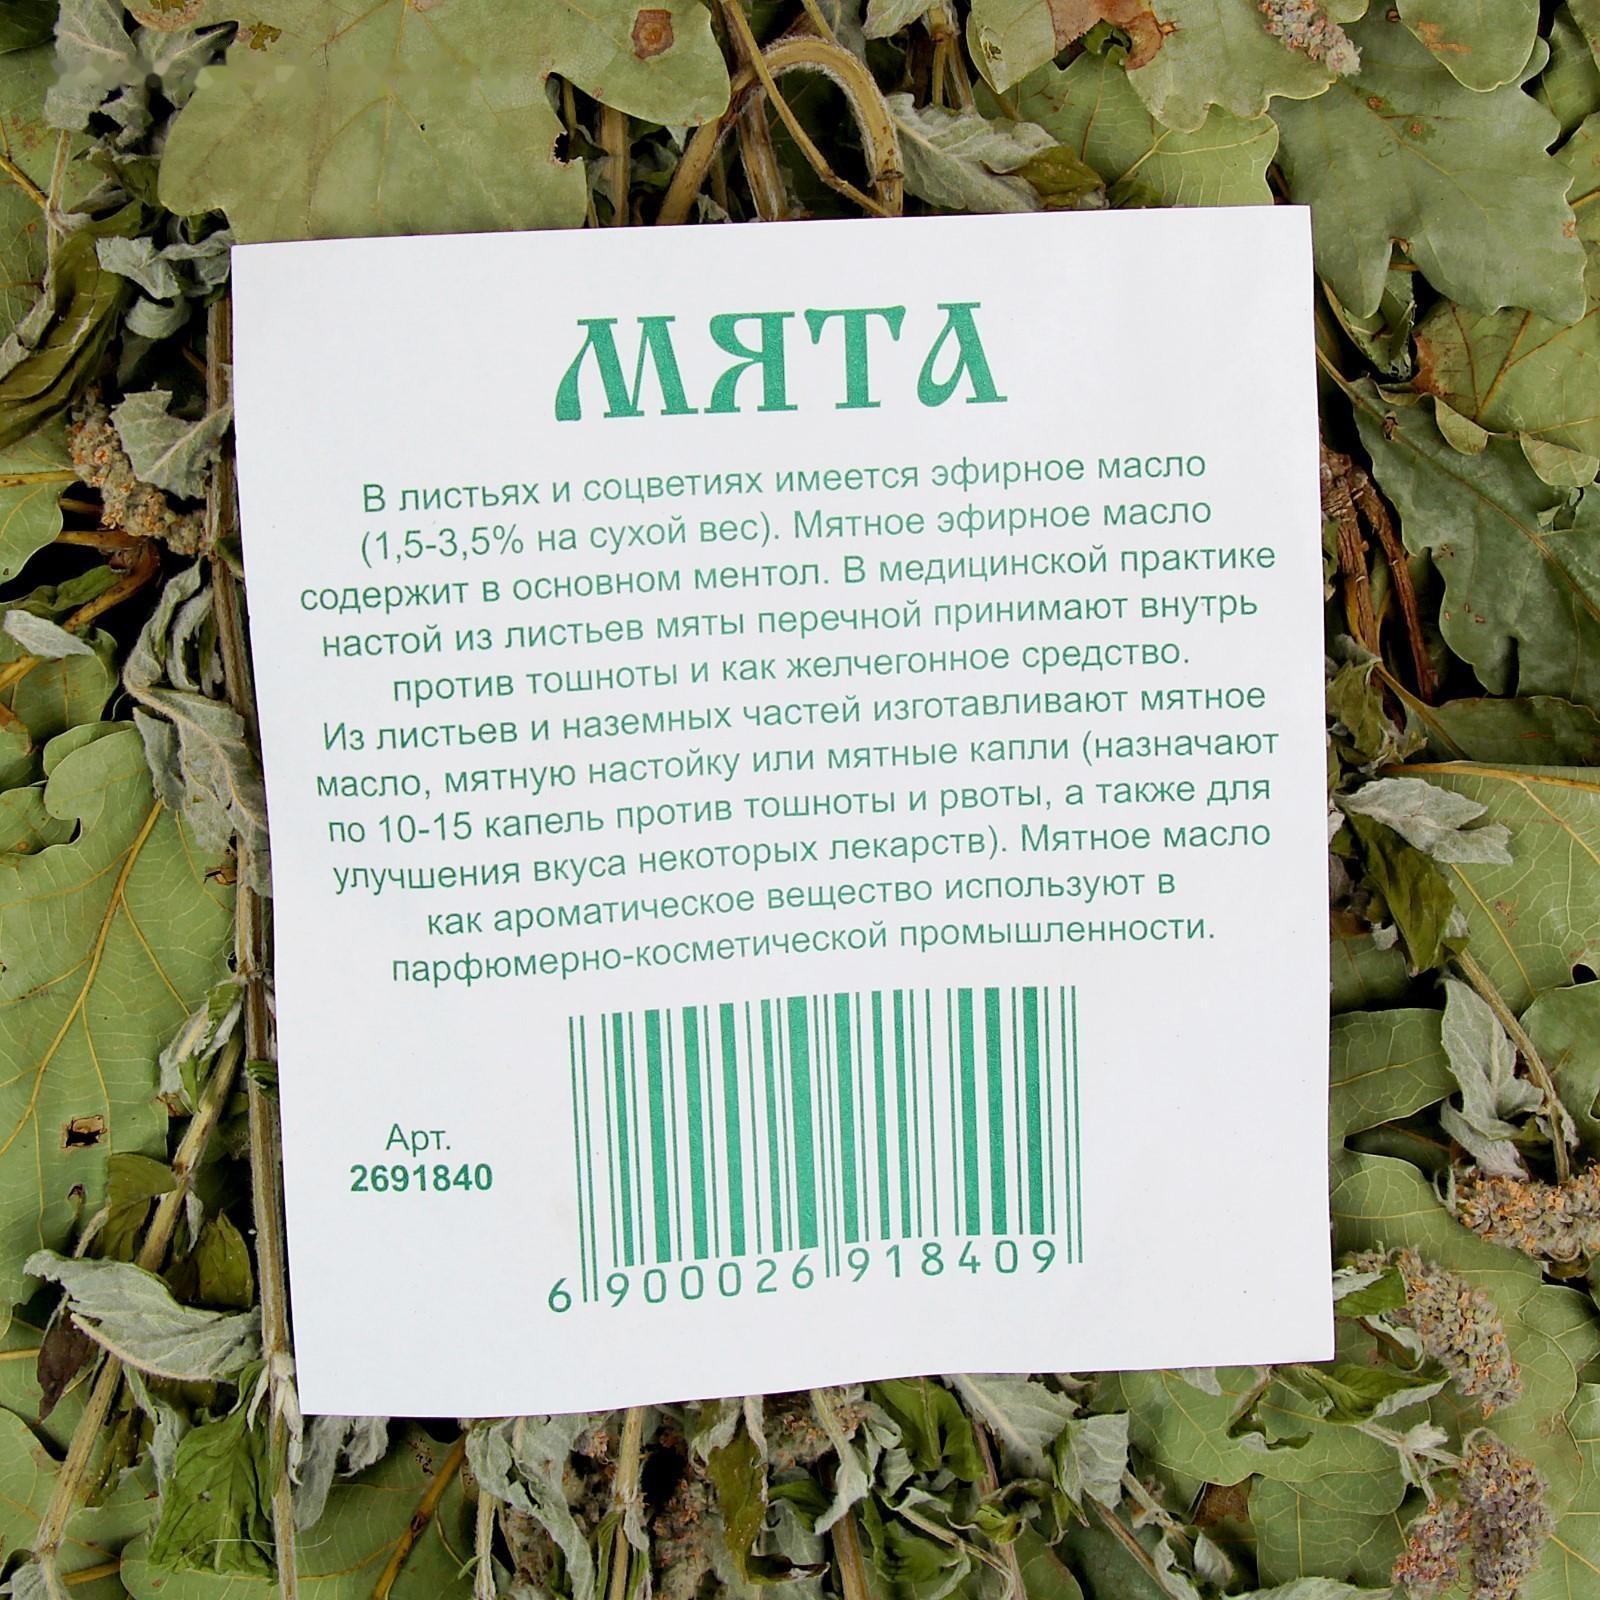 МЯТА
В листьях и соцветиях имеется эфирное масло
(1,5-3,5% на сухой вес). Мятное эфирное масло
содержит в основном ментол. В медицинской практике
настой из листьев мяты перечной принимают внутрь
против тошноты и как желчегонное средство.
Из листьев и наземных частей изготавливают мятное
масло, мятную настойку или мятные капли (назначают
по 10-15 капель против тошноты и рвоты, а также для
улучшения вкуса некоторых лекарств). Мятное масло
как ароматическое вещество используют в
парфюмерно-косметической промышленности.
Арт.
2691840
6 900026 918409